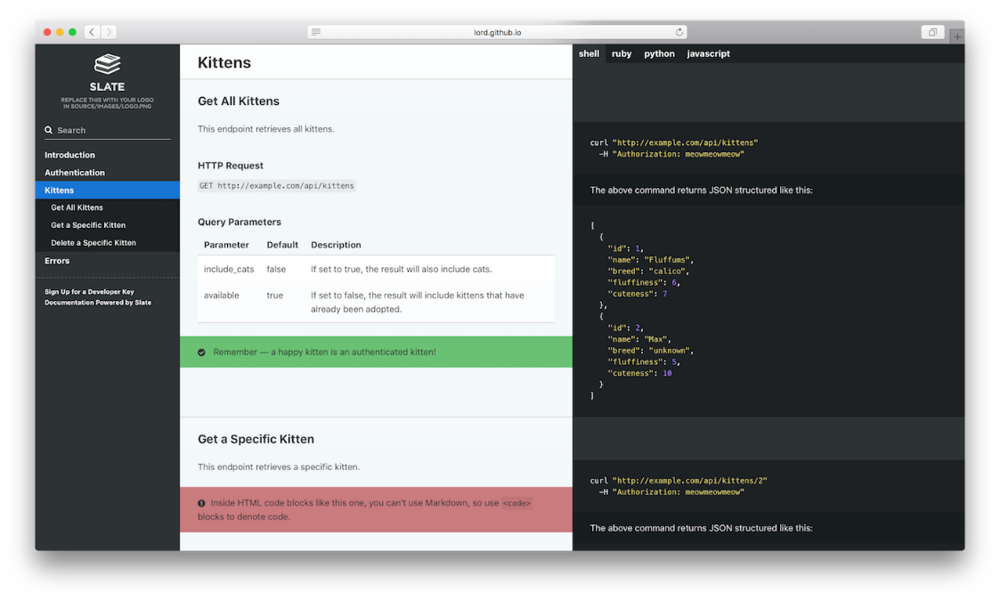 lord.github.io
SLATE
REPLACE THIS WITH YOUR LOGO
IN SOURCE/IMAGES/LOGO.PNG
Search
Introduction
Authentication
Kittens
Get All Kittens
Get a Specific Kitten
Delete a Specific Kitten
Errors
Sign Up for a Developer Key
Documentation Powered by Slate
Kittens
Get All Kittens
This endpoint retrieves all kittens.
HTTP Request
GET http://example.com/api/kittens
Query Parameters
Parameter Default Description
include_cats false If set to true, the result will also include cats.
available true If set to false, the result will include kittens that have
already been adopted.
Remember — a happy kitten is an authenticated kitten!
Get a Specific Kitten
This endpoint retrieves a specific kitten.
Inside HTML code blocks like this one, you can't use Markdown, so use <code>
blocks to denote code.
shell ruby python javascript
curl "http://example.com/api/kittens"
-H "Authorization: meowmeowmeow"
The above command returns JSON structured like this:
[
{
"id": 1,
"name": "Fluffums",
"breed": "calico",
"fluffiness": 6,
"cuteness": 7
},
{
"id": 2,
"name": "Max",
"breed": "unknown",
"fluffiness": 5,
"cuteness": 10
}
]
curl "http://example.com/api/kittens/2"
-H "Authorization: meowmeowmeow"
The above command returns JSON structured like this: